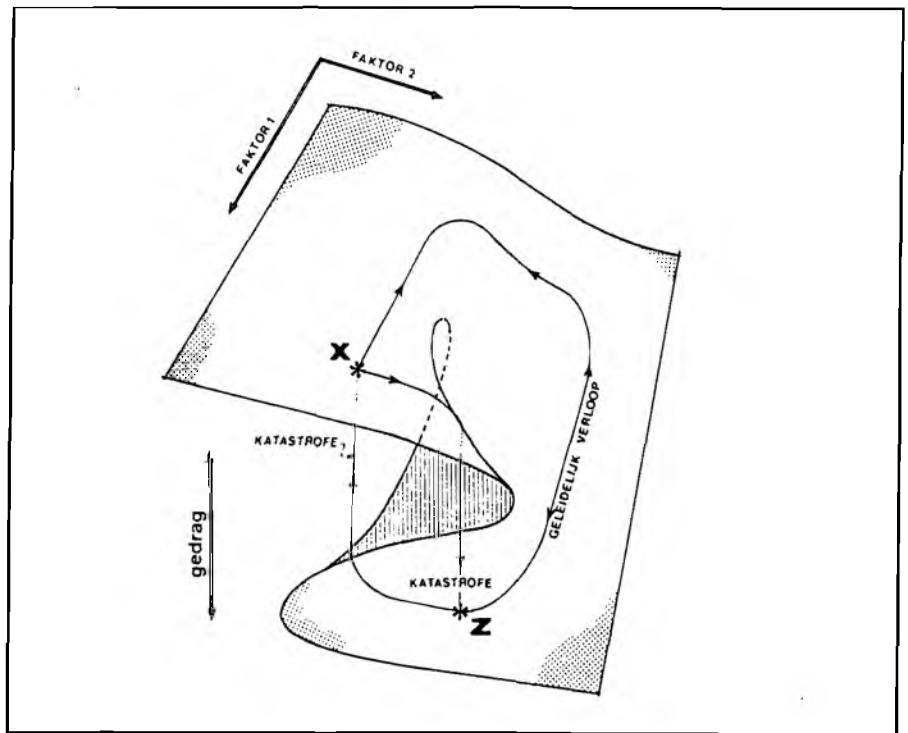 FAKTOR 2
FAKTOR 1
X
KATASTROFE ?
GELEIDELIJK VERLOOP
gedrag
KATASTROFE
Z